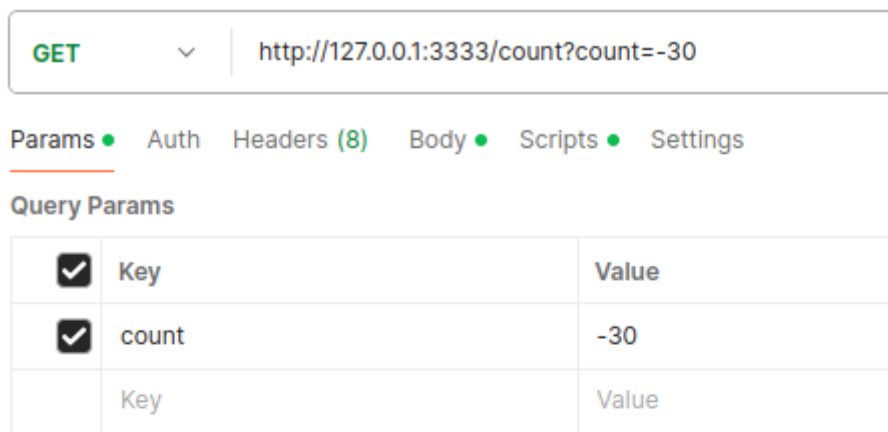 GET http://127.0.0.1:3333/count?count=-30
Params Auth Headers (8) Body Scripts Settings
Query Params
Key Value
count -30
Key Value